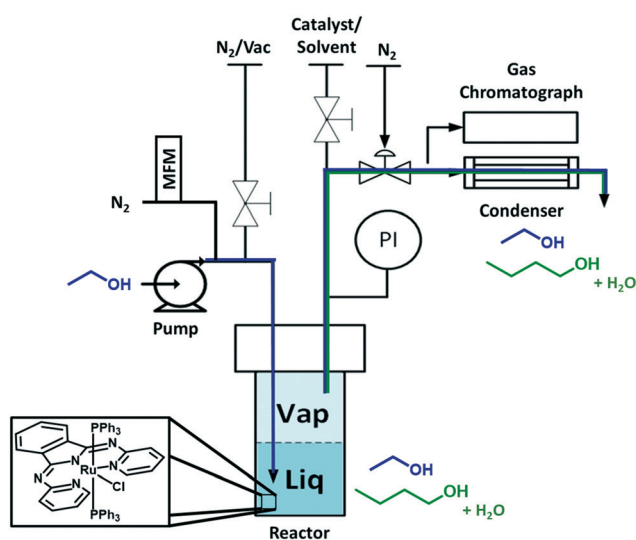 Catalyst/
Solvent
N₂/Vac
N₂
Gas
Chromatograph
MFM
N₂
Condenser
PI
OH
OH
+ H₂O
OH
Pump
Vap
Liq
Reactor
PPh₃
N
N
N
Ru
N
N
Cl
PPh₃
OH
OH
+ H₂O